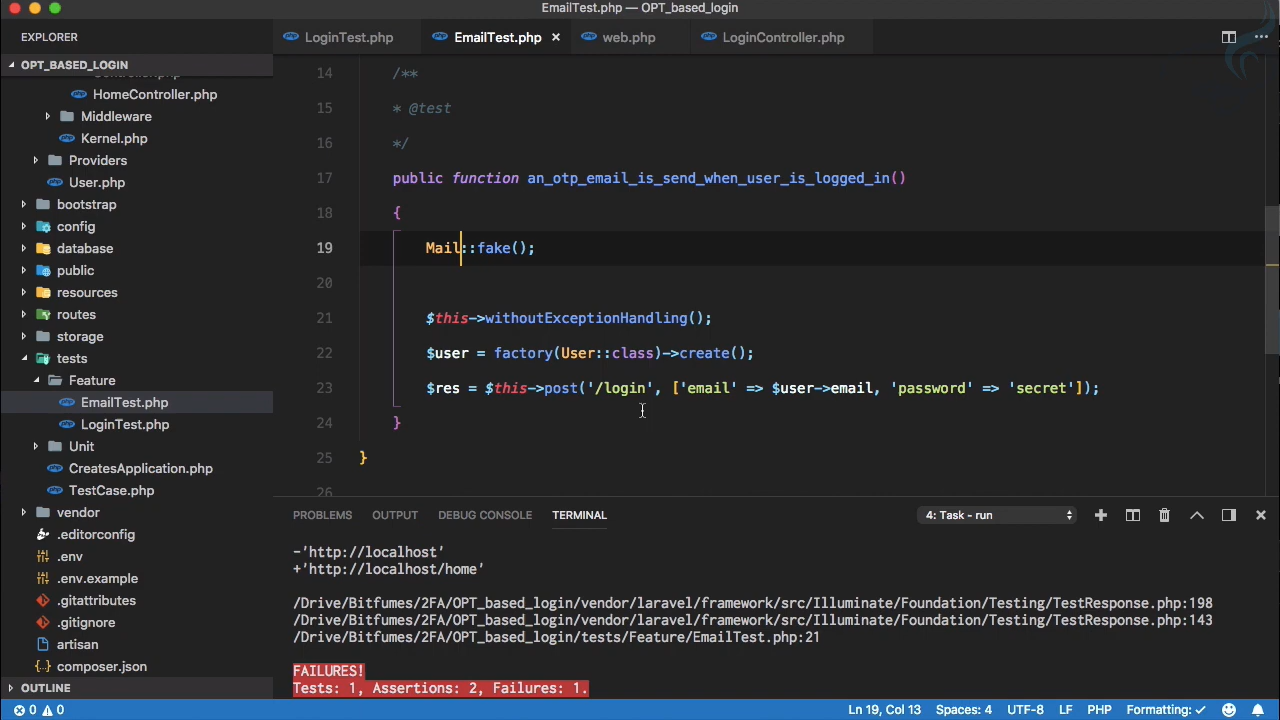 EmailTest.php — OPT_based_login
EXPLORER
LoginTest.php
EmailTest.php ×
web.php
LoginController.php
OPT_BASED_LOGIN
HomeController.php
Middleware
Kernel.php
Providers
User.php
bootstrap
config
database
public
resources
routes
storage
tests
Feature
EmailTest.php
LoginTest.php
Unit
CreatesApplication.php
TestCase.php
vendor
.editorconfig
.env
.env.example
.gitattributes
.gitignore
artisan
composer.json
OUTLINE
14 /**
15 * @test
16 */
17 public function an_otp_email_is_send_when_user_is_logged_in()
18 {
19 Mail::fake();
20
21 $this->withoutExceptionHandling();
22 $user = factory(User::class)->create();
23 $res = $this->post('/login', ['email' => $user->email, 'password' => 'secret']);
24 }
25 }
26
PROBLEMS OUTPUT DEBUG CONSOLE TERMINAL 4: Task - run
-'http://localhost'
+'http://localhost/home'
/Drive/Bitfumes/2FA/OPT_based_login/vendor/laravel/framework/src/Illuminate/Foundation/Testing/TestResponse.php:198
/Drive/Bitfumes/2FA/OPT_based_login/vendor/laravel/framework/src/Illuminate/Foundation/Testing/TestResponse.php:143
/Drive/Bitfumes/2FA/OPT_based_login/tests/Feature/EmailTest.php:21
FAILURES!
Tests: 1, Assertions: 2, Failures: 1.
0 0 Ln 19, Col 13 Spaces: 4 UTF-8 LF PHP Formatting: ✓